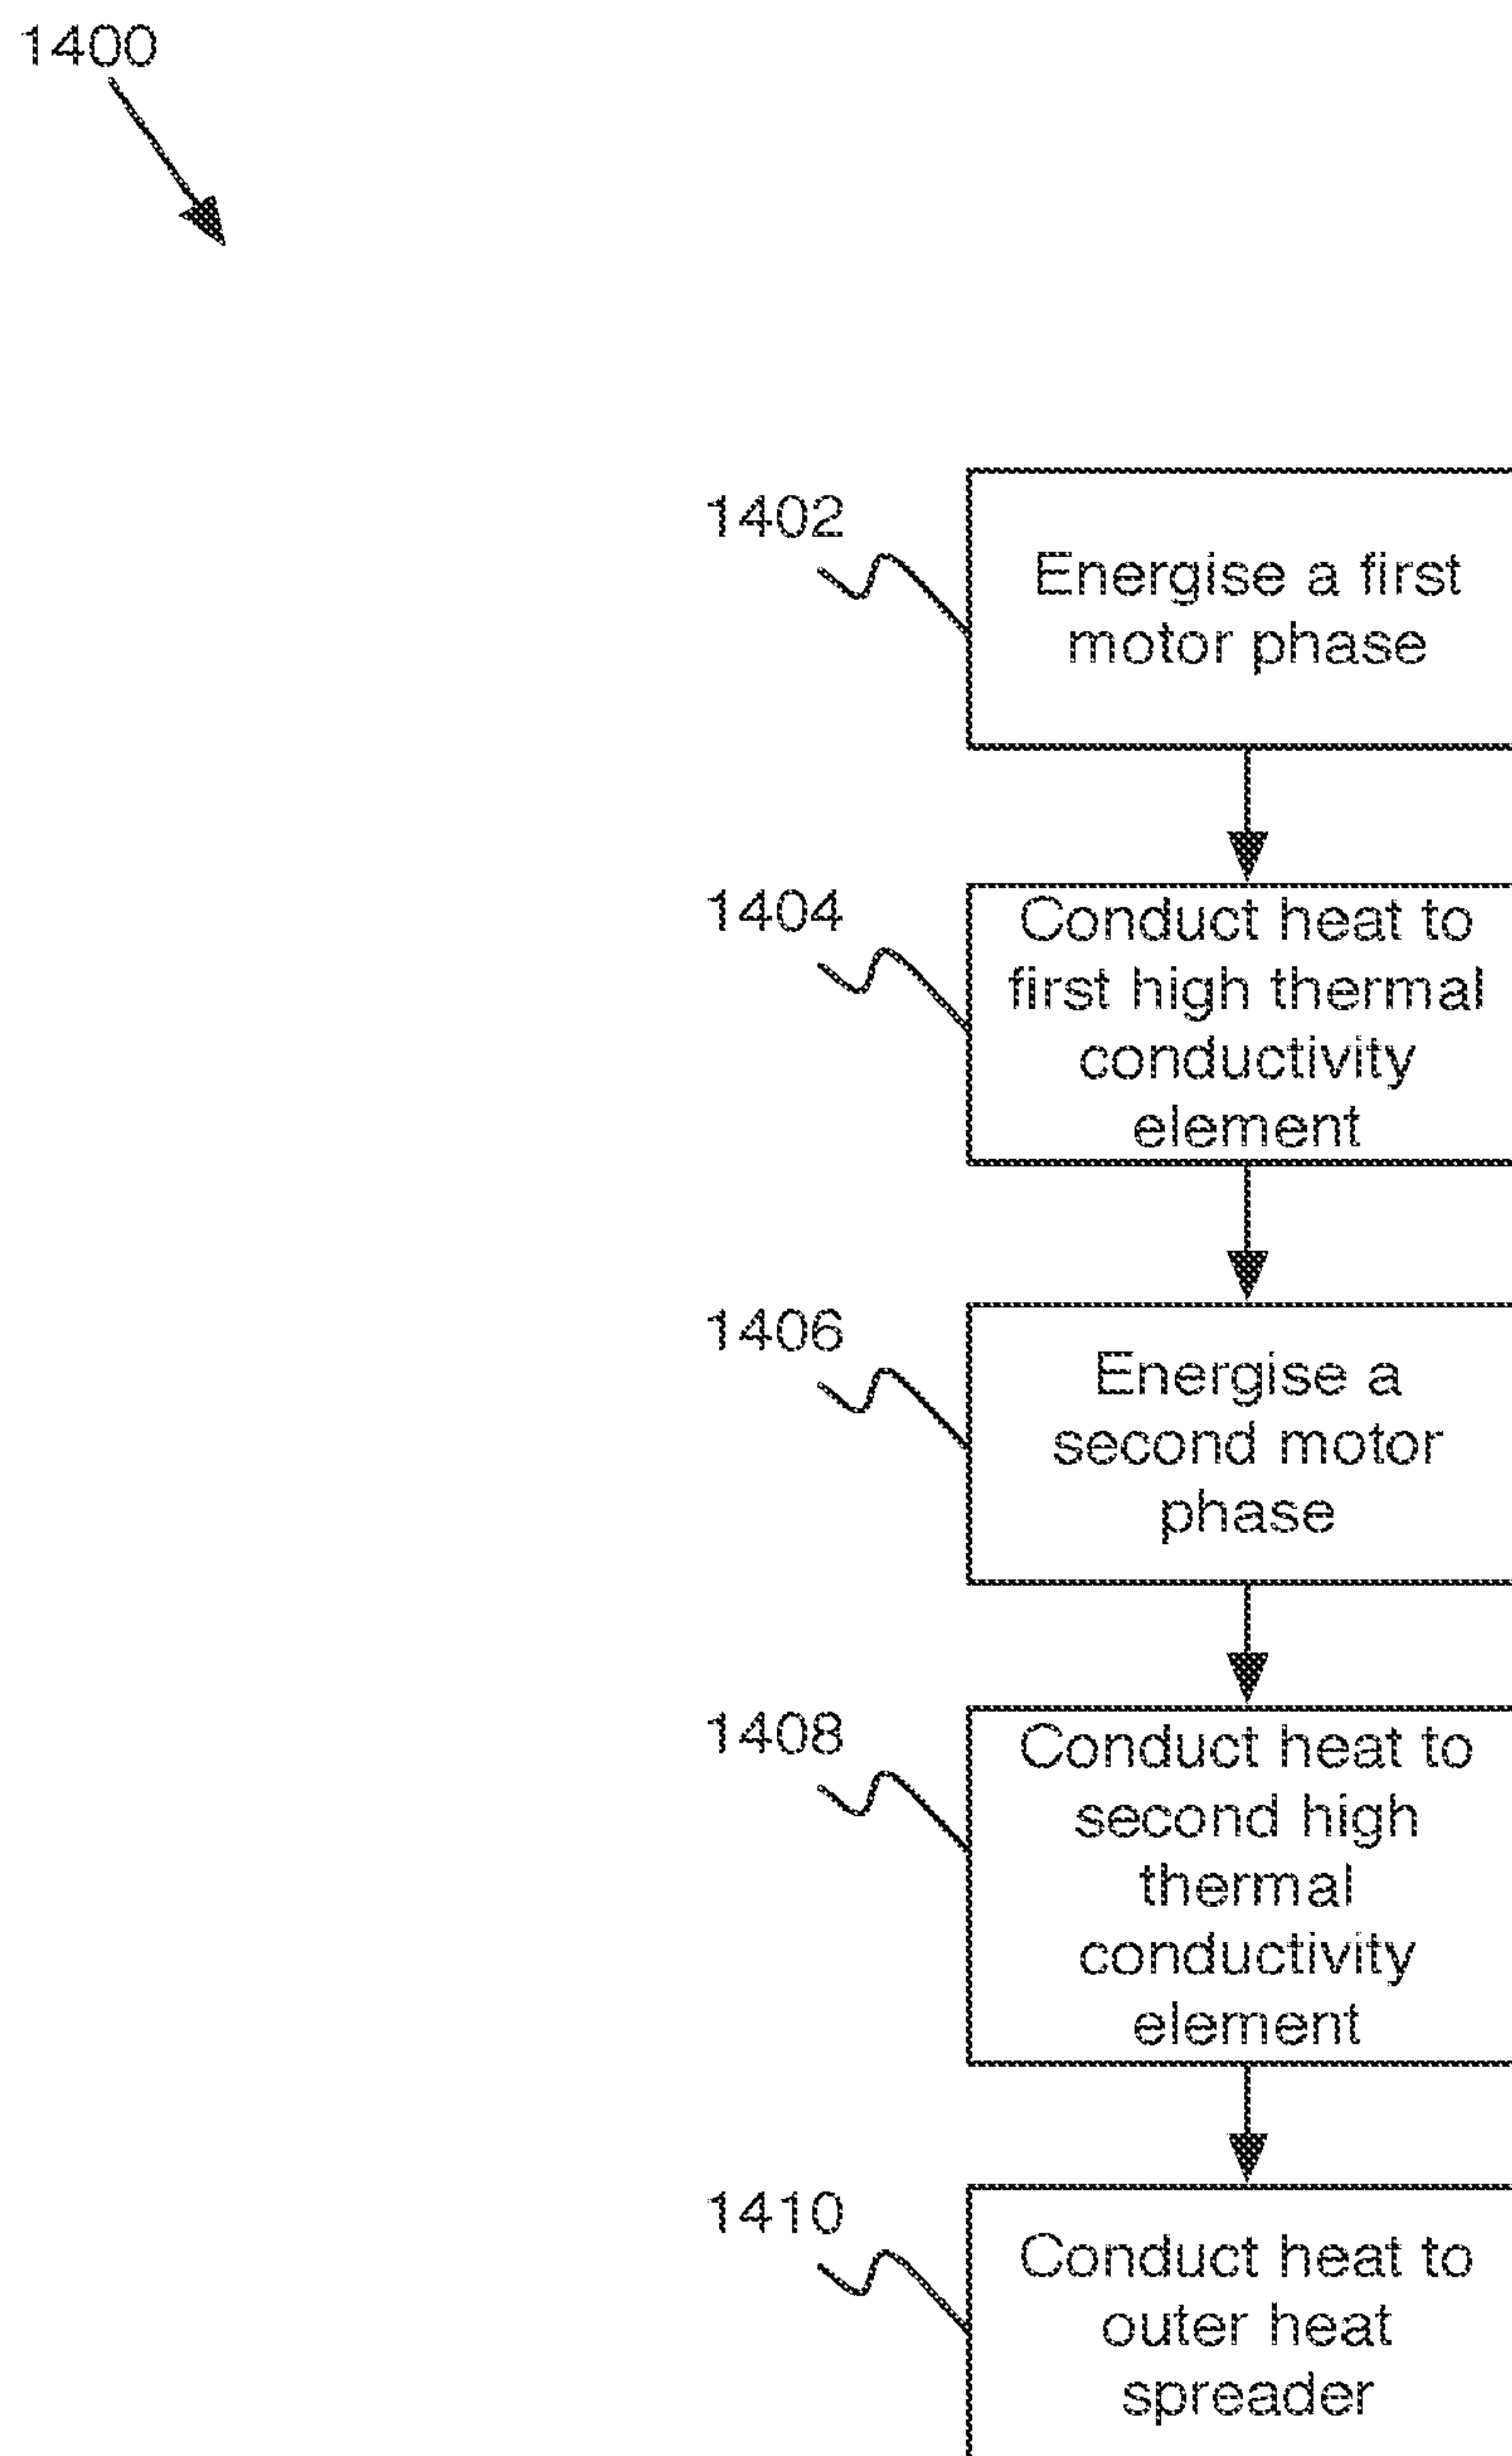 1400
1402
Energise a first
motor phase
1404
Conduct heat to
first high thermal
conductivity
element
1406
Energise a
second motor
phase
1408
Conduct heat to
second high
thermal
conductivity
element
1410
Conduct heat to
outer heat
spreader